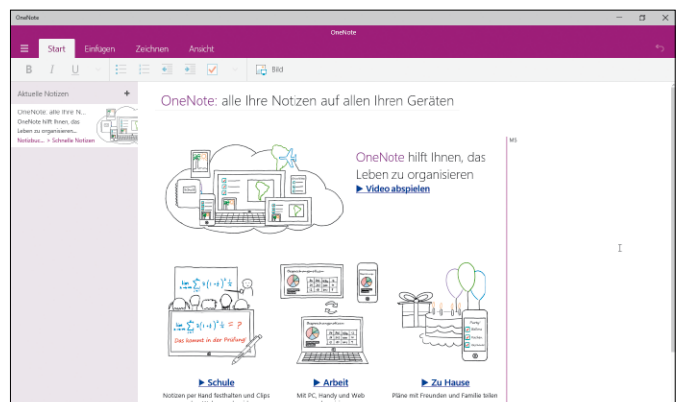 OneNote
OneNote
Start Einfügen Zeichnen Ansicht
B I U Bild
Aktuelle Notizen +
OneNote: alle Ihre N...
OneNote hilft Ihnen, das
Leben zu organisieren...
Notizbuc... > Schnelle Notizen
OneNote: alle Ihre Notizen auf allen Ihren Geräten
OneNote hilft Ihnen, das
Leben zu organisieren
▶ Video abspielen
Das kommt in der Prüfung!
Party!
▶ Schule
▶ Arbeit
▶ Zu Hause
Notizen per Hand festhalten und Clips
Mit PC, Handy und Web
Pläne mit Freunden und Familie teilen